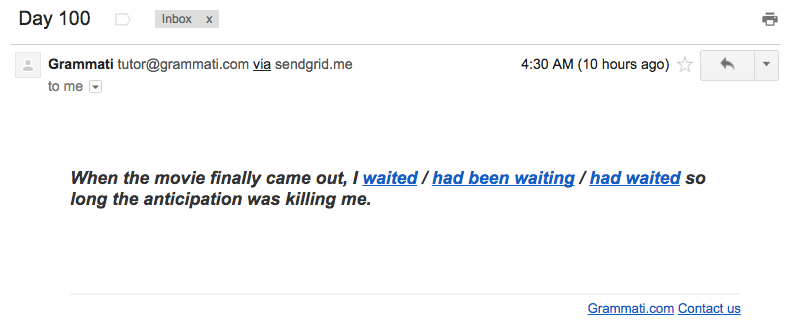 Day 100 Inbox x
Grammati tutor@grammati.com via sendgrid.me 4:30 AM (10 hours ago)
to me
When the movie finally came out, I waited / had been waiting / had waited so
long the anticipation was killing me.
Grammati.com Contact us